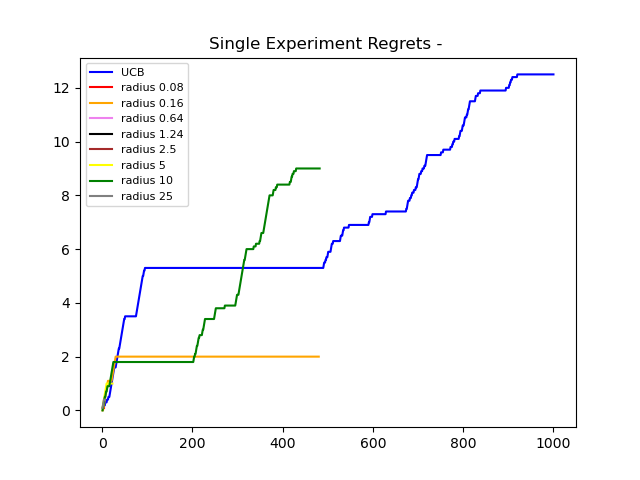 Single Experiment Regrets -
UCB
radius 0.08
radius 0.16
radius 0.64
radius 1.24
radius 2.5
radius 5
radius 10
radius 25
12
10
8
6
4
2
0
0 200 400 600 800 1000